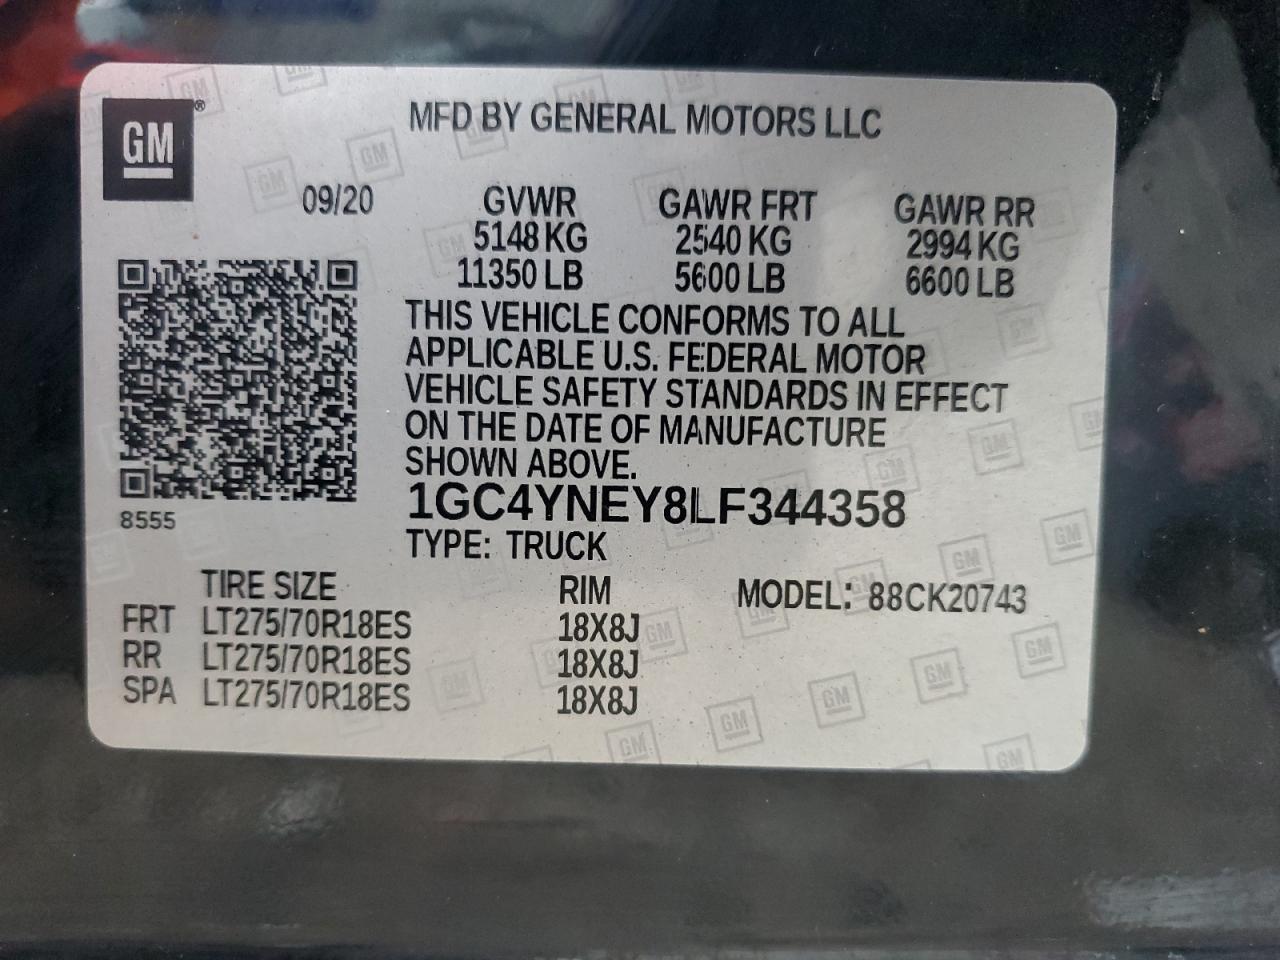 GM®
MFD BY GENERAL MOTORS LLC
09/20 GVWR GAWR FRT GAWR RR
5148 KG 2540 KG 2994 KG
11350 LB 5600 LB 6600 LB
THIS VEHICLE CONFORMS TO ALL
APPLICABLE U.S. FEDERAL MOTOR
VEHICLE SAFETY STANDARDS IN EFFECT
ON THE DATE OF MANUFACTURE
SHOWN ABOVE.
1GC4YNEY8LF344358
8555
TYPE: TRUCK
TIRE SIZE RIM MODEL: 88CK20743
FRT LT275/70R18ES 18X8J
RR LT275/70R18ES 18X8J
SPA LT275/70R18ES 18X8J